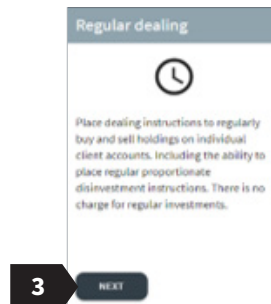 Regular dealing
Place dealing instructions to regularly
buy and sell holdings on individual
client accounts. Including the ability to
place regular proportionate
disinvestment instructions. There is no
charge for regular investments.
3
NEXT